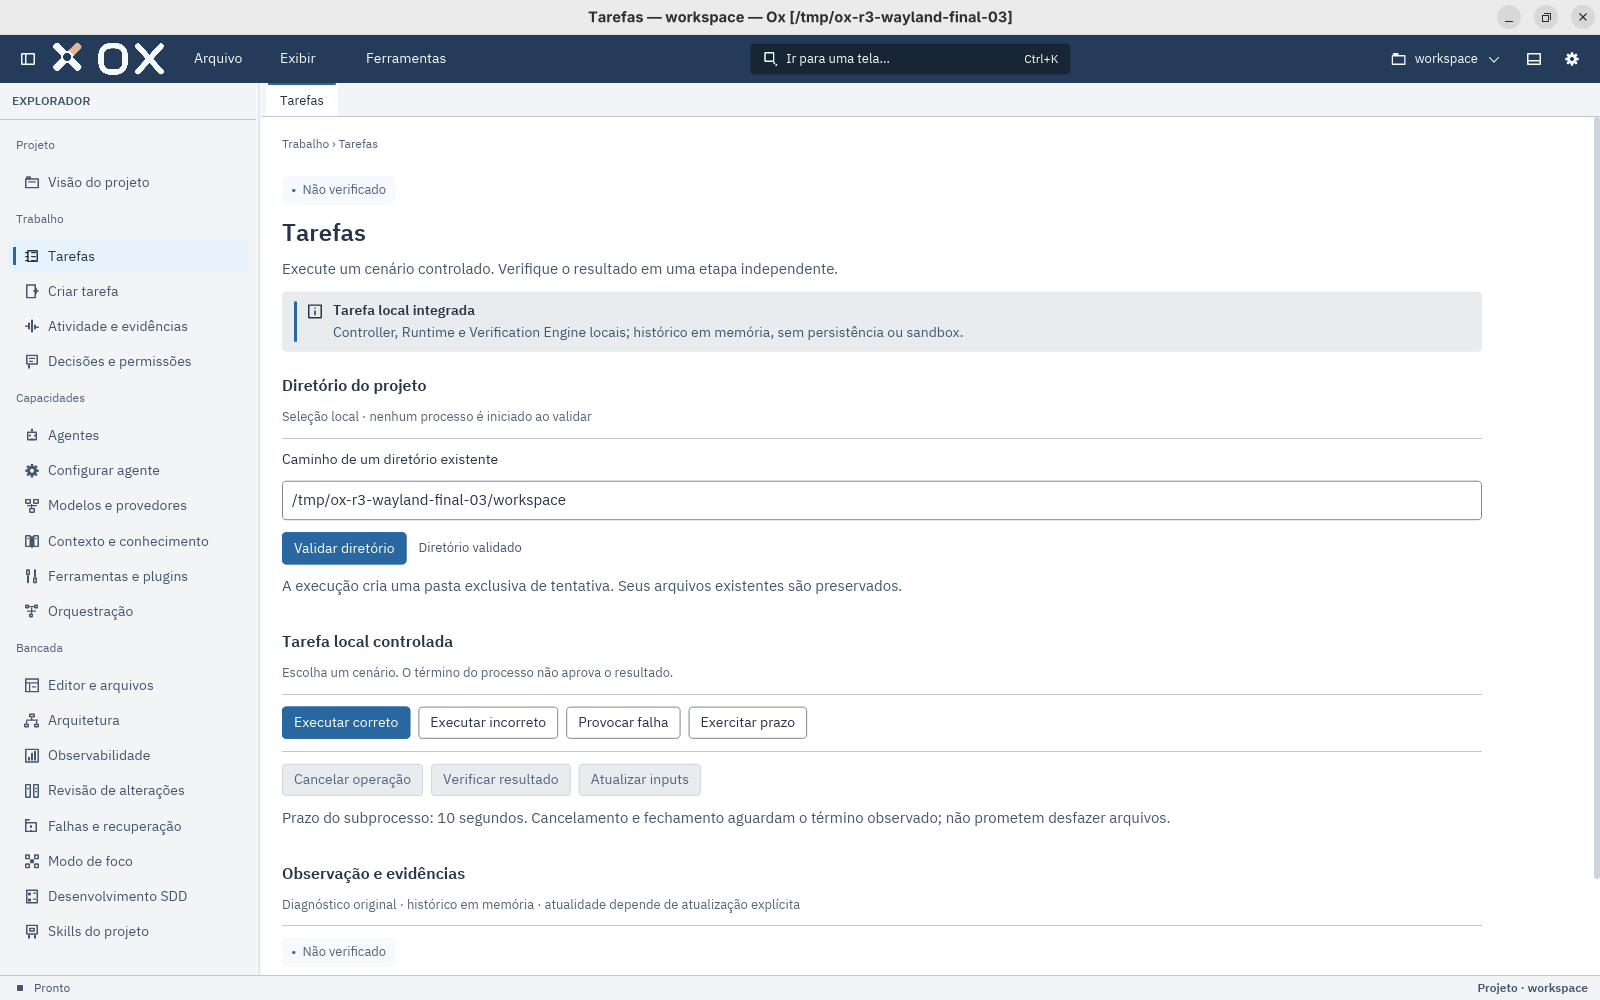 Tarefas — workspace — Ox [/tmp/ox-r3-wayland-final-03]
OX
Arquivo
Exibir
Ferramentas
Ir para uma tela...
Ctrl+K
workspace
EXPLORADOR
Projeto
Visão do projeto
Trabalho
Tarefas
Criar tarefa
Atividade e evidências
Decisões e permissões
Capacidades
Agentes
Configurar agente
Modelos e provedores
Contexto e conhecimento
Ferramentas e plugins
Orquestração
Bancada
Editor e arquivos
Arquitetura
Observabilidade
Revisão de alterações
Falhas e recuperação
Modo de foco
Desenvolvimento SDD
Skills do projeto
Tarefas
Trabalho › Tarefas
• Não verificado
Tarefas
Execute um cenário controlado. Verifique o resultado em uma etapa independente.
Tarefa local integrada
Controller, Runtime e Verification Engine locais; histórico em memória, sem persistência ou sandbox.
Diretório do projeto
Seleção local · nenhum processo é iniciado ao validar
Caminho de um diretório existente
/tmp/ox-r3-wayland-final-03/workspace
Validar diretório
Diretório validado
A execução cria uma pasta exclusiva de tentativa. Seus arquivos existentes são preservados.
Tarefa local controlada
Escolha um cenário. O término do processo não aprova o resultado.
Executar correto
Executar incorreto
Provocar falha
Exercitar prazo
Cancelar operação
Verificar resultado
Atualizar inputs
Prazo do subprocesso: 10 segundos. Cancelamento e fechamento aguardam o término observado; não prometem desfazer arquivos.
Observação e evidências
Diagnóstico original · histórico em memória · atualidade depende de atualização explícita
• Não verificado
Pronto
Projeto · workspace